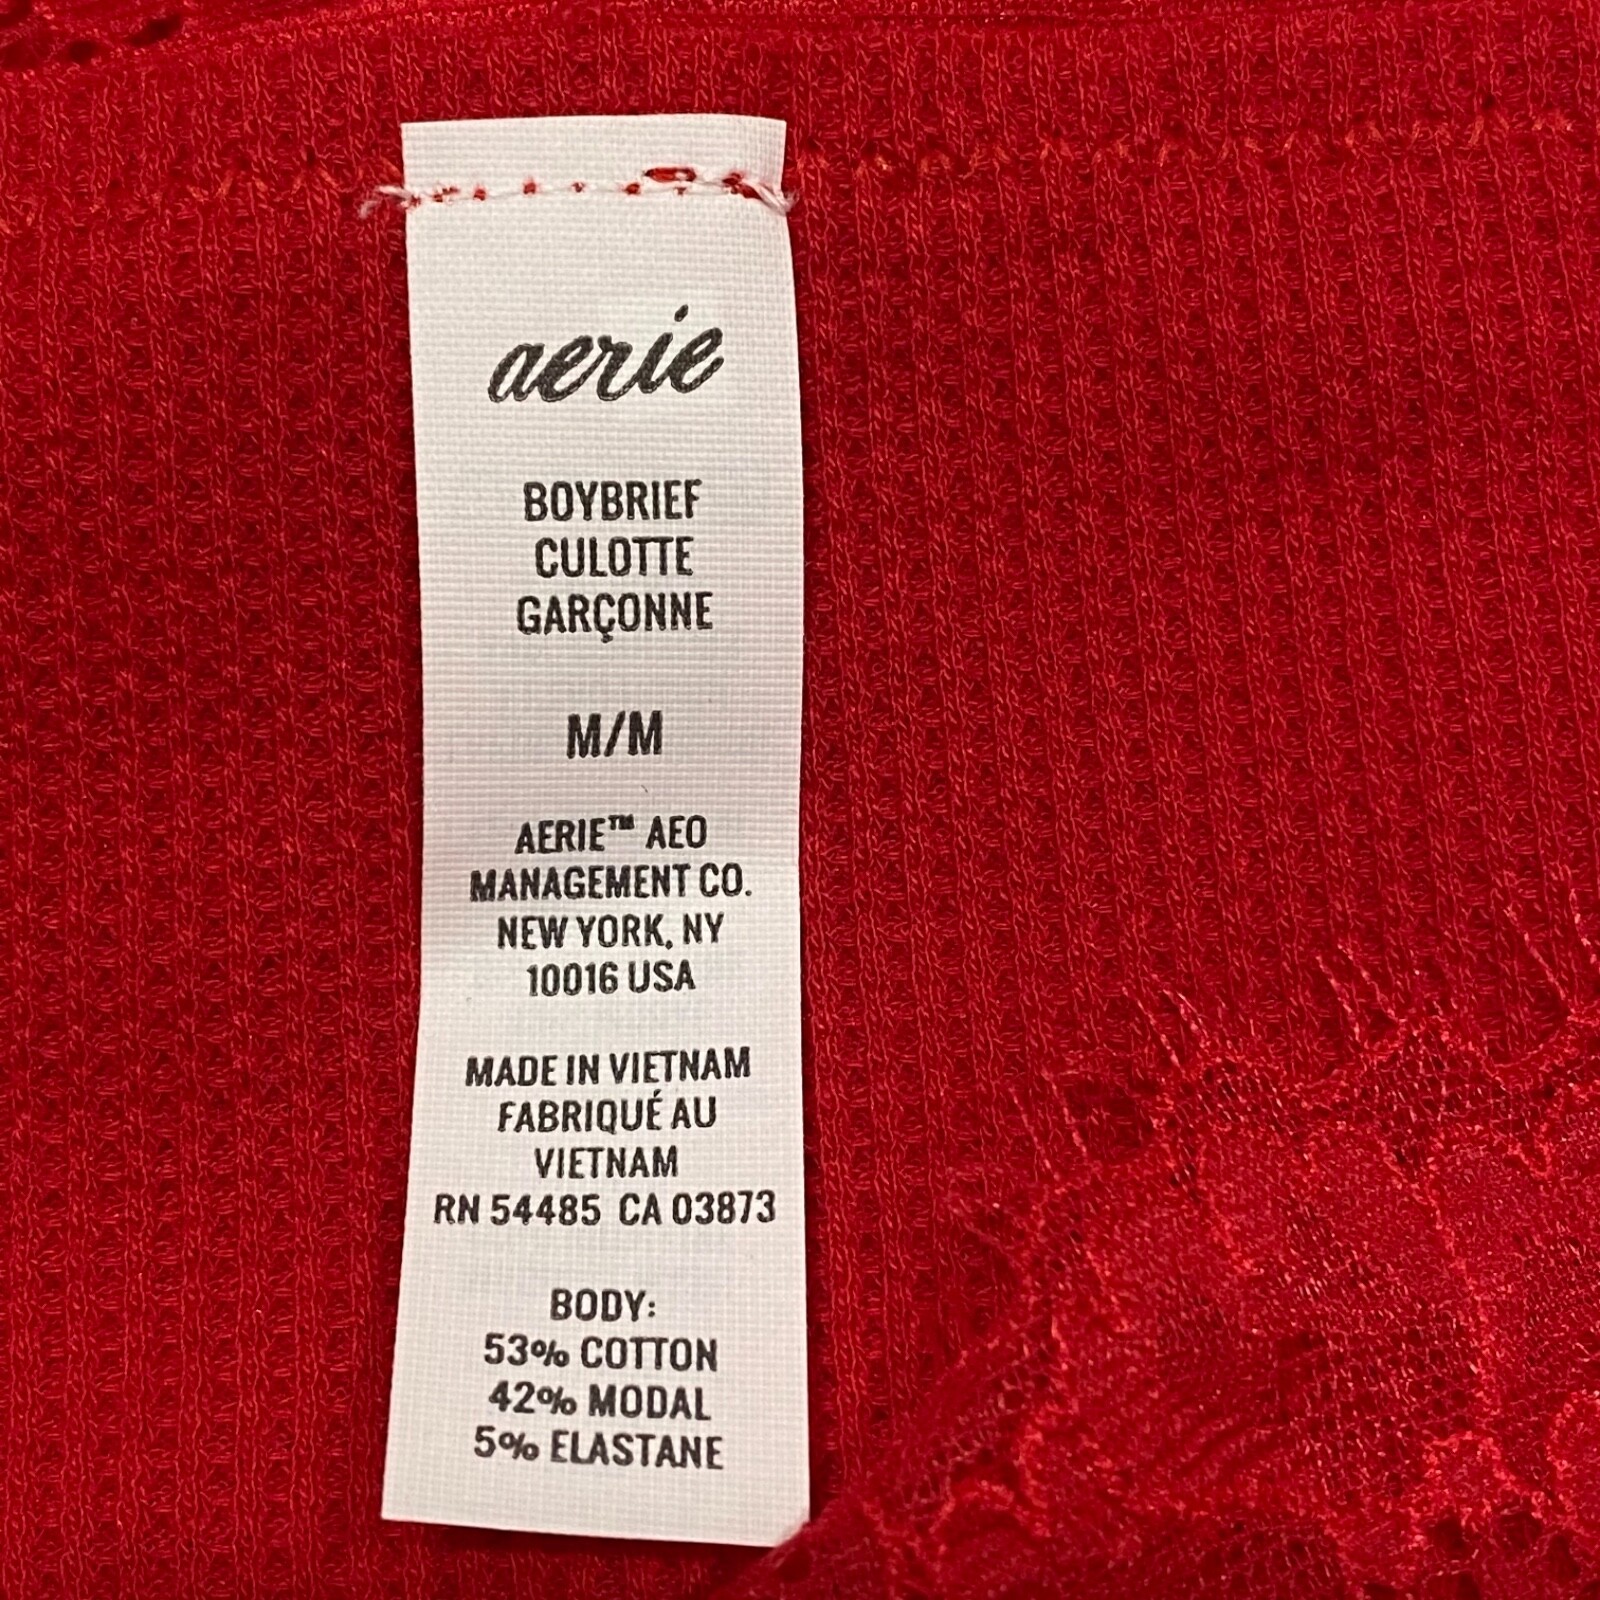 aerie
BOYBRIEF
CULOTTE
GARÇONNE
M/M
AERIE™ AEO
MANAGEMENT CO.
NEW YORK, NY
10016 USA
MADE IN VIETNAM
FABRIQUÉ AU
VIETNAM
RN 54485 CA 03873
BODY:
53% COTTON
42% MODAL
5% ELASTANE